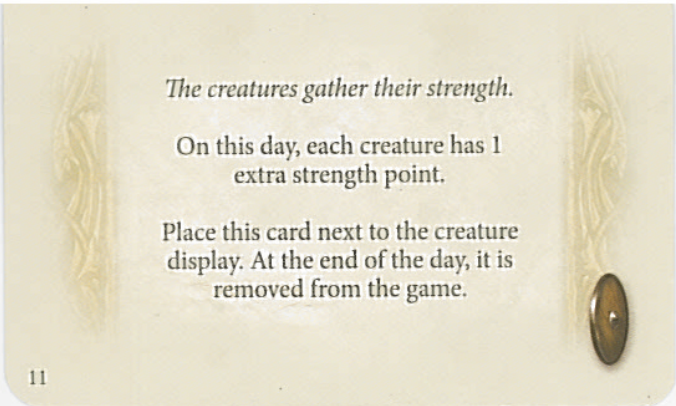 The creatures gather their strength.
On this day, each creature has 1
extra strength point.
Place this card next to the creature
display. At the end of the day, it is
removed from the game.
11